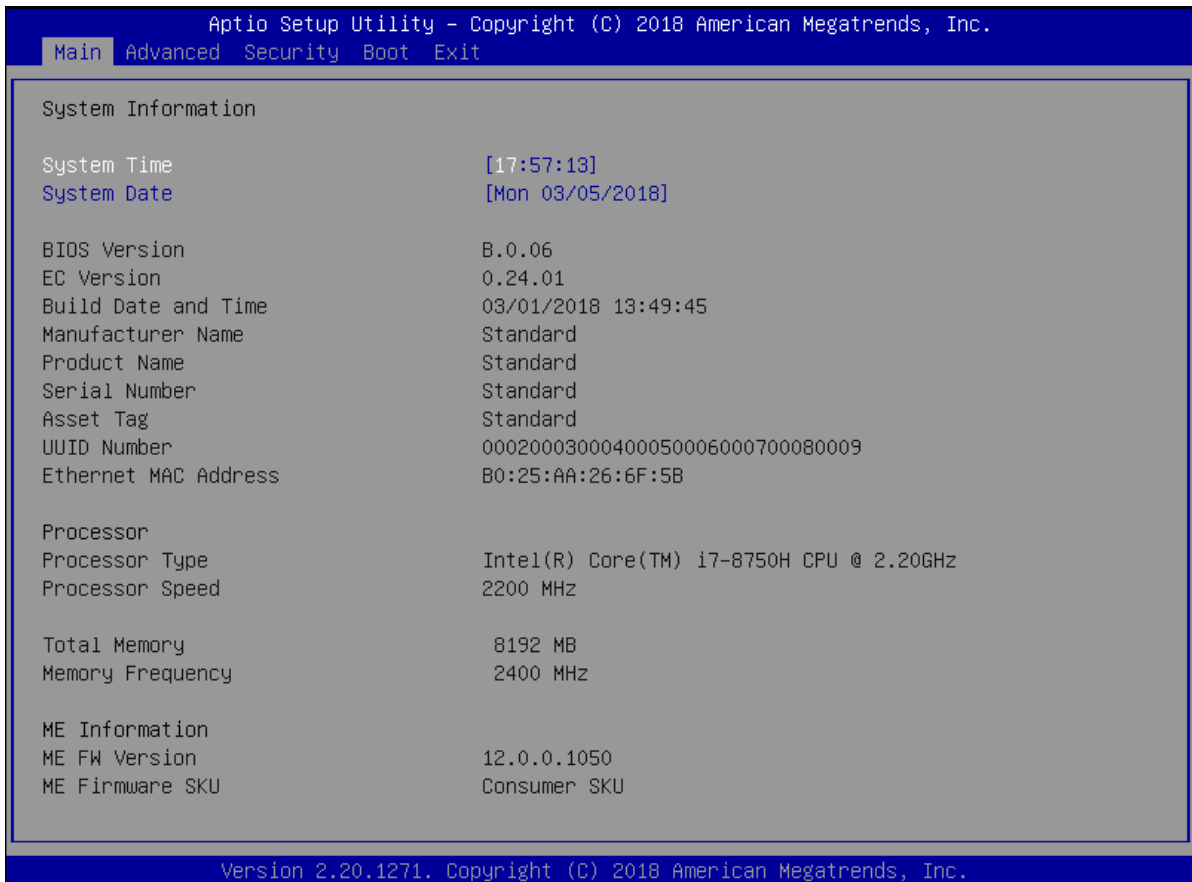 Aptio Setup Utility – Copyright (C) 2018 American Megatrends, Inc.
Main Advanced Security Boot Exit
System Information
System Time [17:57:13]
System Date [Mon 03/05/2018]
BIOS Version B.0.06
EC Version 0.24.01
Build Date and Time 03/01/2018 13:49:45
Manufacturer Name Standard
Product Name Standard
Serial Number Standard
Asset Tag Standard
UUID Number 00020003000400050006000700080009
Ethernet MAC Address B0:25:AA:26:6F:5B
Processor
Processor Type Intel(R) Core(TM) i7-8750H CPU @ 2.20GHz
Processor Speed 2200 MHz
Total Memory 8192 MB
Memory Frequency 2400 MHz
ME Information
ME FW Version 12.0.0.1050
ME Firmware SKU Consumer SKU
Version 2.20.1271. Copyright (C) 2018 American Megatrends, Inc.